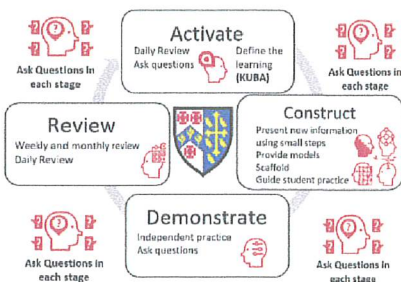 Activate
Daily Review
Ask questions
Define the
learning
(KUBA)
Ask Questions in
each stage
Ask Questions in
each stage
Review
Weekly and monthly review
Daily Review
Construct
Present new information
using small steps
Provide models
Scaffold
Guide student practice
Demonstrate
Independent practice
Ask questions
Ask Questions in
each stage
Ask Questions in
each stage